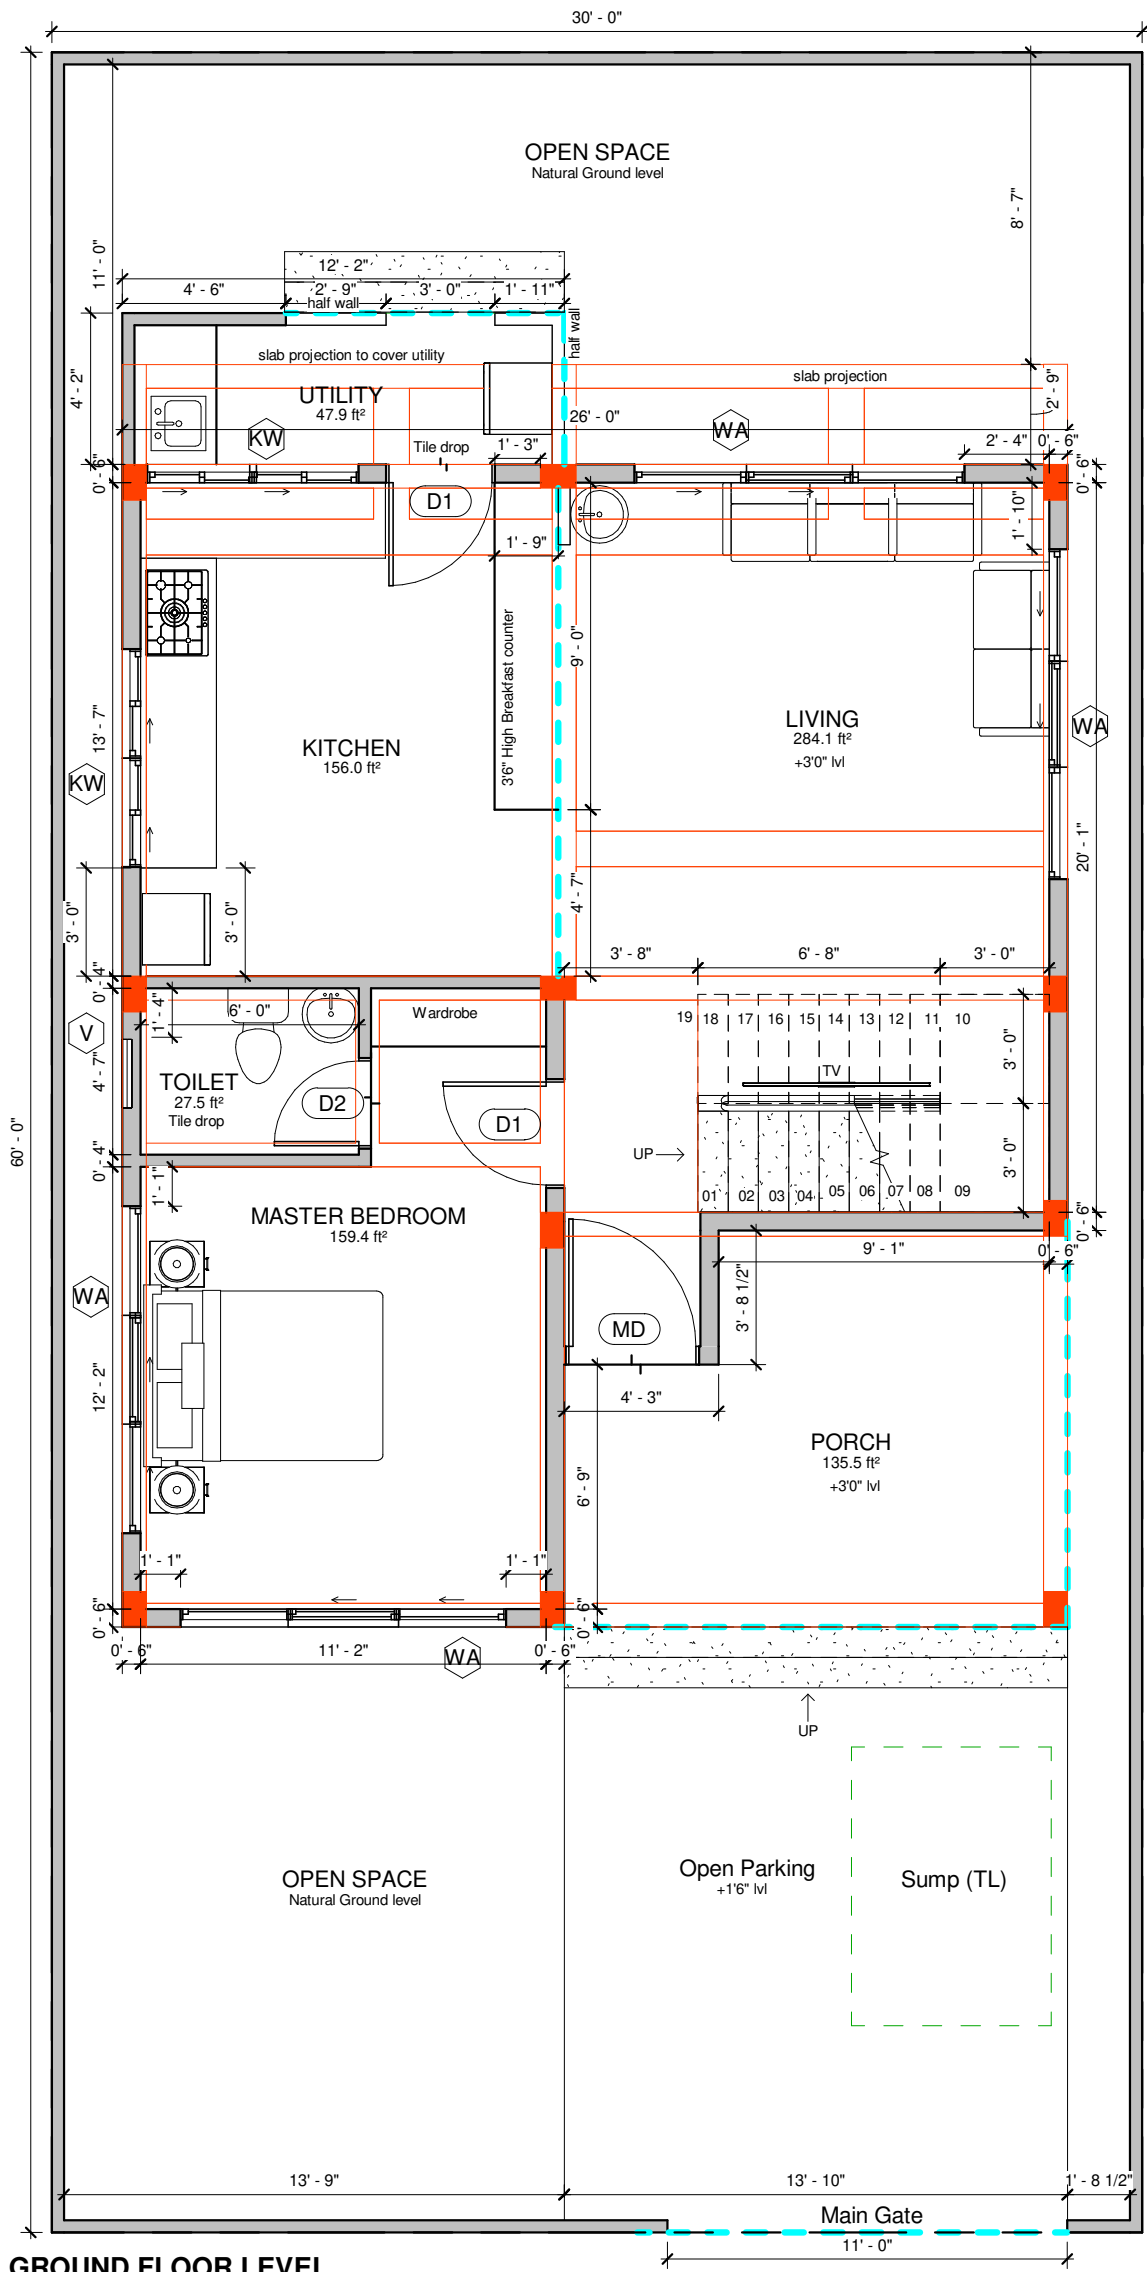 30' - 0"
OPEN SPACE
Natural Ground level
8' - 7"
11' - 0"
12' - 2"
4' - 6"
2' - 9"
3' - 0"
1' - 11"
half wall
half wall
slab projection to cover utility
slab projection
4' - 2"
UTILITY
47.9 ft²
2' - 9"
26' - 0"
KW
WA
Tile drop
1' - 3"
2' - 4"
0' - 6"
0' - 6"
0' - 6"
D1
1' - 10"
1' - 9"
9' - 0"
3'6" High Breakfast counter
13' - 7"
KITCHEN
156.0 ft²
LIVING
284.1 ft²
+3'0" lvl
WA
KW
20' - 1"
3' - 0"
3' - 0"
4' - 7"
3' - 8"
6' - 8"
3' - 0"
0' - 4"
1' - 4"
6' - 0"
Wardrobe
19 18 17 16 15 14 13 12 11 10
V
4' - 7"
3' - 0"
TOILET
27.5 ft²
Tile drop
D2
D1
TV
UP
60' - 0"
0' - 4"
1' - 1"
3' - 0"
01 02 03 04 05 06 07 08 09
MASTER BEDROOM
159.4 ft²
0' - 6"
9' - 1"
0' - 6"
WA
3' - 8 1/2"
MD
12' - 2"
4' - 3"
PORCH
135.5 ft²
+3'0" lvl
6' - 9"
1' - 1"
1' - 1"
0' - 6"
0' - 6"
0' - 6"
11' - 2"
0' - 6"
WA
UP
OPEN SPACE
Natural Ground level
Open Parking
+1'6" lvl
Sump (TL)
13' - 9"
13' - 10"
1' - 8 1/2"
Main Gate
11' - 0"
GROUND FLOOR LEVEL